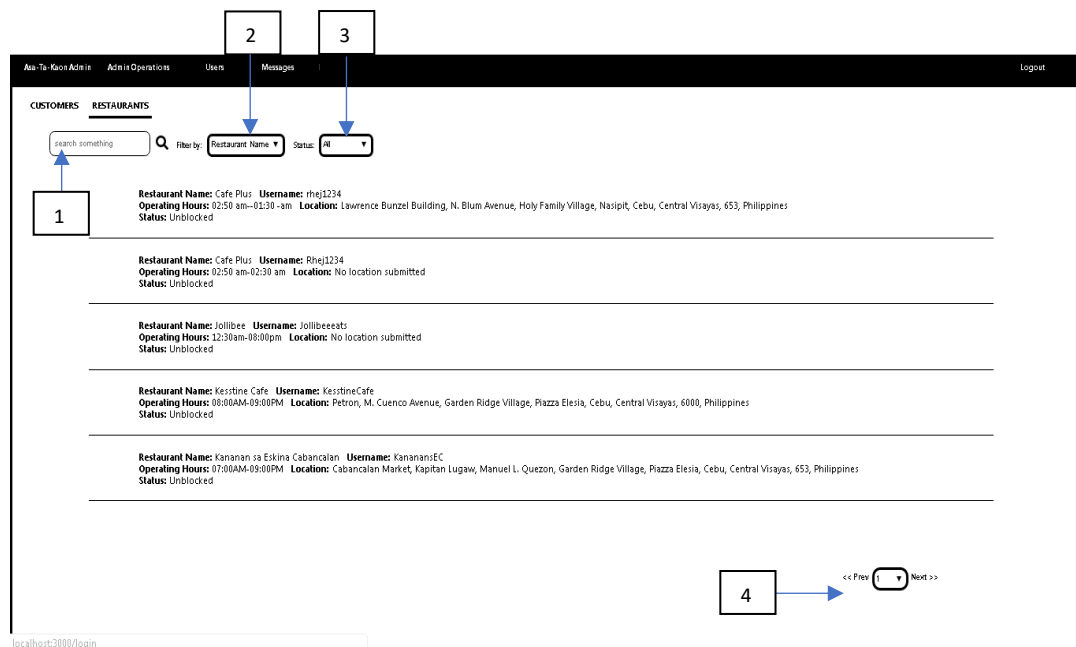 2 3
Asa-Ta-Kaon Admin Admin Operations Users Messages Logout
CUSTOMERS RESTAURANTS
search something Filter by: Restaurant Name ▼ Status: All ▼
1
Restaurant Name: Cafe Plus Username: rhej1234
Operating Hours: 02:50 am--01:30 -am Location: Lawrence Bunzel Building, N. Blum Avenue, Holy Family Village, Nasipit, Cebu, Central Visayas, 653, Philippines
Status: Unblocked
Restaurant Name: Cafe Plus Username: Rhej1234
Operating Hours: 02:50 am-02:30 am Location: No location submitted
Status: Unblocked
Restaurant Name: Jollibee Username: Jollibeeeats
Operating Hours: 12:30am-08:00pm Location: No location submitted
Status: Unblocked
Restaurant Name: Kesstine Cafe Username: KesstineCafe
Operating Hours: 08:00AM-09:00PM Location: Petron, M. Cuenco Avenue, Garden Ridge Village, Piazza Elesia, Cebu, Central Visayas, 6000, Philippines
Status: Unblocked
Restaurant Name: Kananan sa Eskina Cabancalan Username: KanansansEC
Operating Hours: 07:00AM-09:00PM Location: Cabancalan Market, Kapitan Lugaw, Manuel L. Quezon, Garden Ridge Village, Piazza Elesia, Cebu, Central Visayas, 653, Philippines
Status: Unblocked
<< Prev 1 ▼ Next >>
4
localhost:3000/login